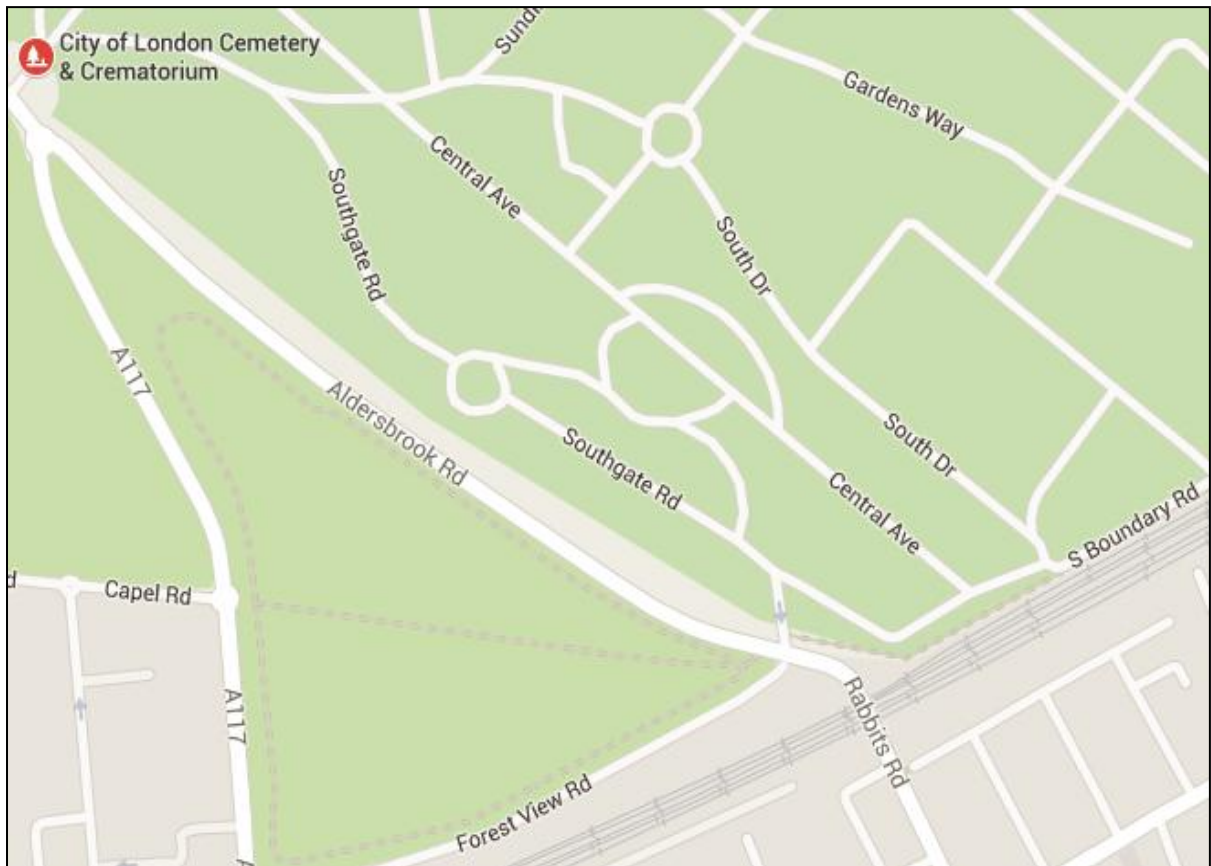 City of London Cemetery
& Crematorium
Gardens Way
Central Ave
Southgate Rd
South Dr
A117
Aldersbrook Rd
Southgate Rd
South Dr
Central Ave
S Boundary Rd
Capel Rd
A117
Rabbits Rd
Forest View Rd